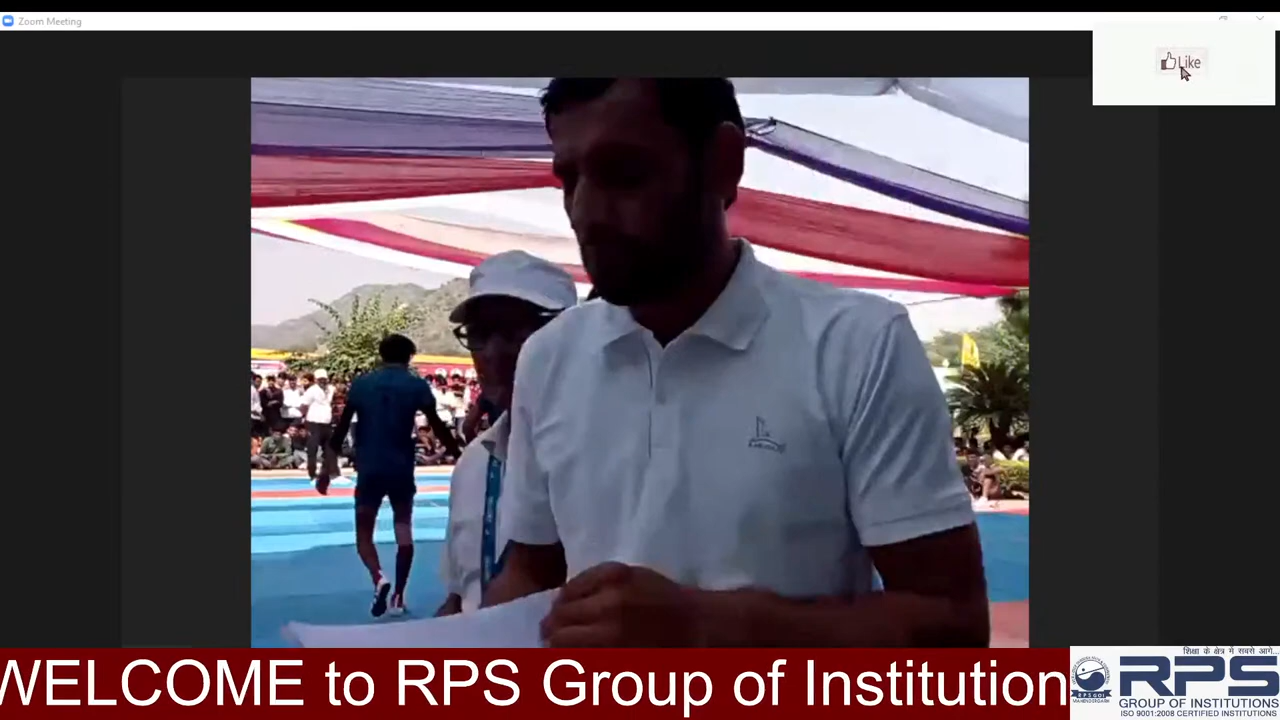 Zoom Meeting
Like
WELCOME to RPS Group of Institution
शिक्षा के क्षेत्र में सबसे आगे...
RPS
GROUP OF INSTITUTIONS
ISO 9001:2008 CERTIFIED INSTITUTIONS